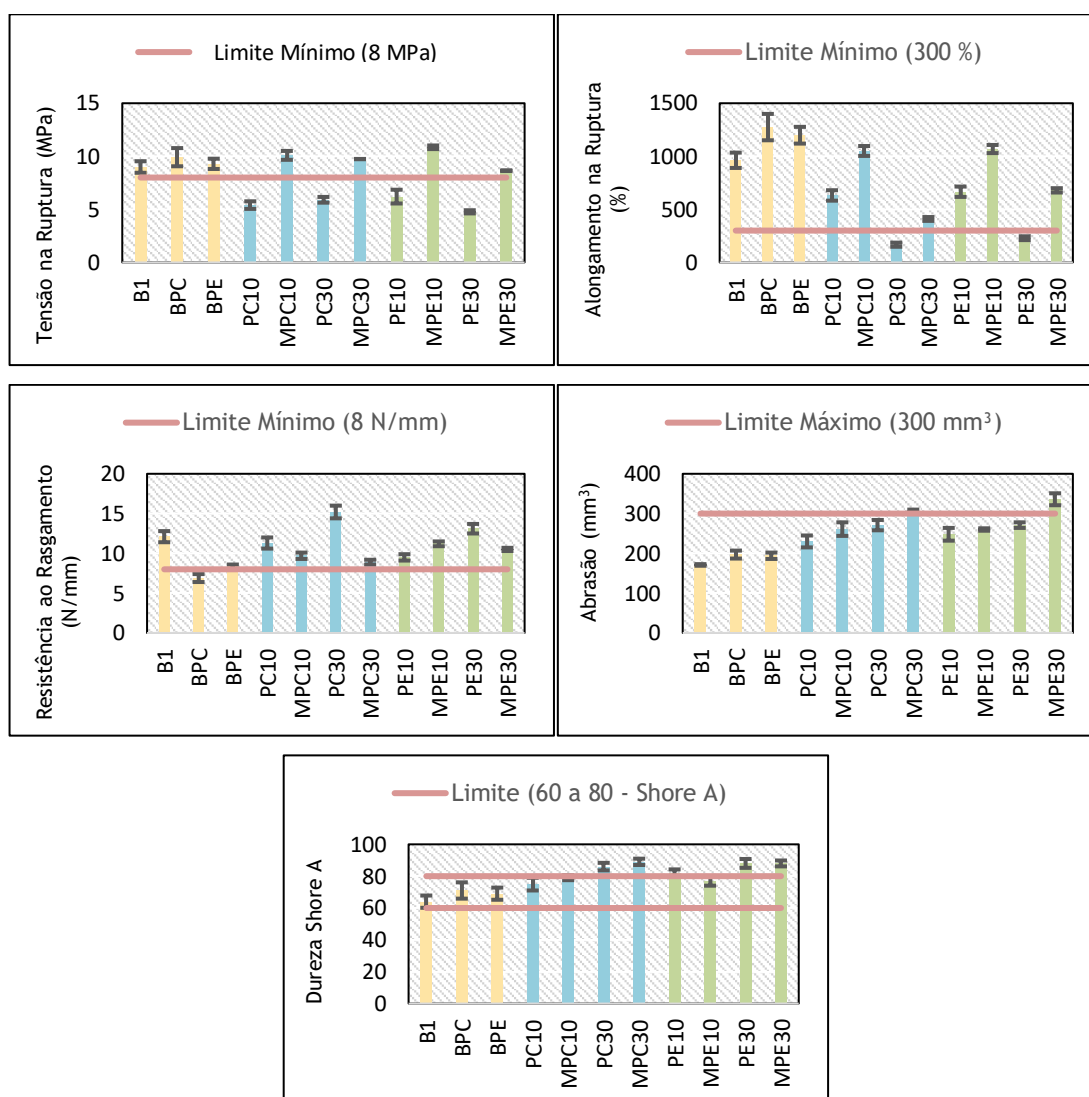 Limite Mínimo (8 MPa)
Tensão na Ruptura (MPa)
15
10
5
0
B1
BPC
BPE
PC10
MPC10
PC30
MPC30
PE10
MPE10
PE30
MPE30
Limite Mínimo (300 %)
Alongamento na Ruptura
(%)
1500
1000
500
0
B1
BPC
BPE
PC10
MPC10
PC30
MPC30
PE10
MPE10
PE30
MPE30
Limite Mínimo (8 N/mm)
Resistência ao Rasgamento
(N/mm)
20
15
10
5
0
B1
BPC
BPE
PC10
MPC10
PC30
MPC30
PE10
MPE10
PE30
MPE30
Limite Máximo (300 mm³)
Abrasão (mm³)
400
300
200
100
0
B1
BPC
BPE
PC10
MPC10
PC30
MPC30
PE10
MPE10
PE30
MPE30
Limite (60 a 80 - Shore A)
Dureza Shore A
100
80
60
40
20
0
B1
BPC
BPE
PC10
MPC10
PC30
MPC30
PE10
MPE10
PE30
MPE30